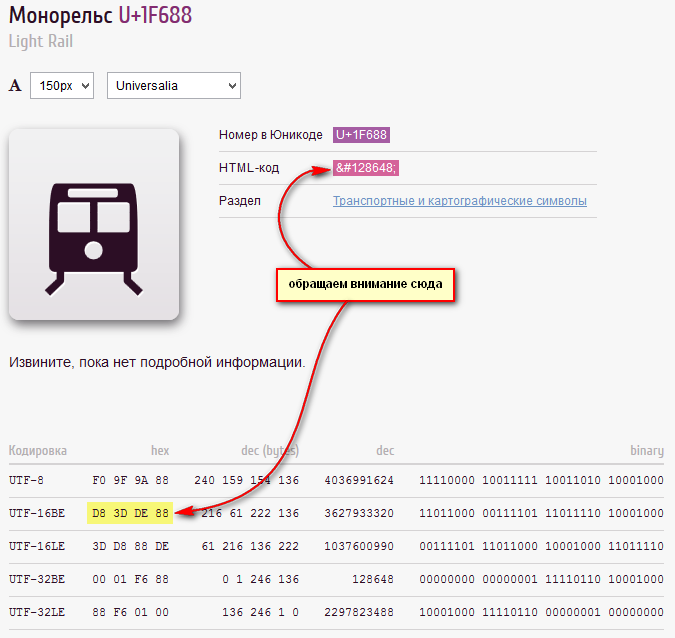 Монорельс U+1F688
Light Rail
A 150px Universalia
Номер в Юникоде U+1F688
HTML-код &#128648;
Раздел Транспортные и картографические символы
обращаем внимание сюда
Извините, пока нет подробной информации.
Кодировка hex dec (bytes) dec binary
UTF-8 F0 9F 9A 88 240 159 154 136 4036991624 11110000 10011111 10011010 10001000
UTF-16BE D8 3D DE 88 216 61 222 136 3627933320 11011000 00111101 11011110 10001000
UTF-16LE 3D D8 88 DE 61 216 136 222 1037600990 00111101 11011000 10001000 11011110
UTF-32BE 00 01 F6 88 0 1 246 136 128648 00000000 00000001 11110110 10001000
UTF-32LE 88 F6 01 00 136 246 1 0 2297823488 10001000 11110110 00000001 00000000